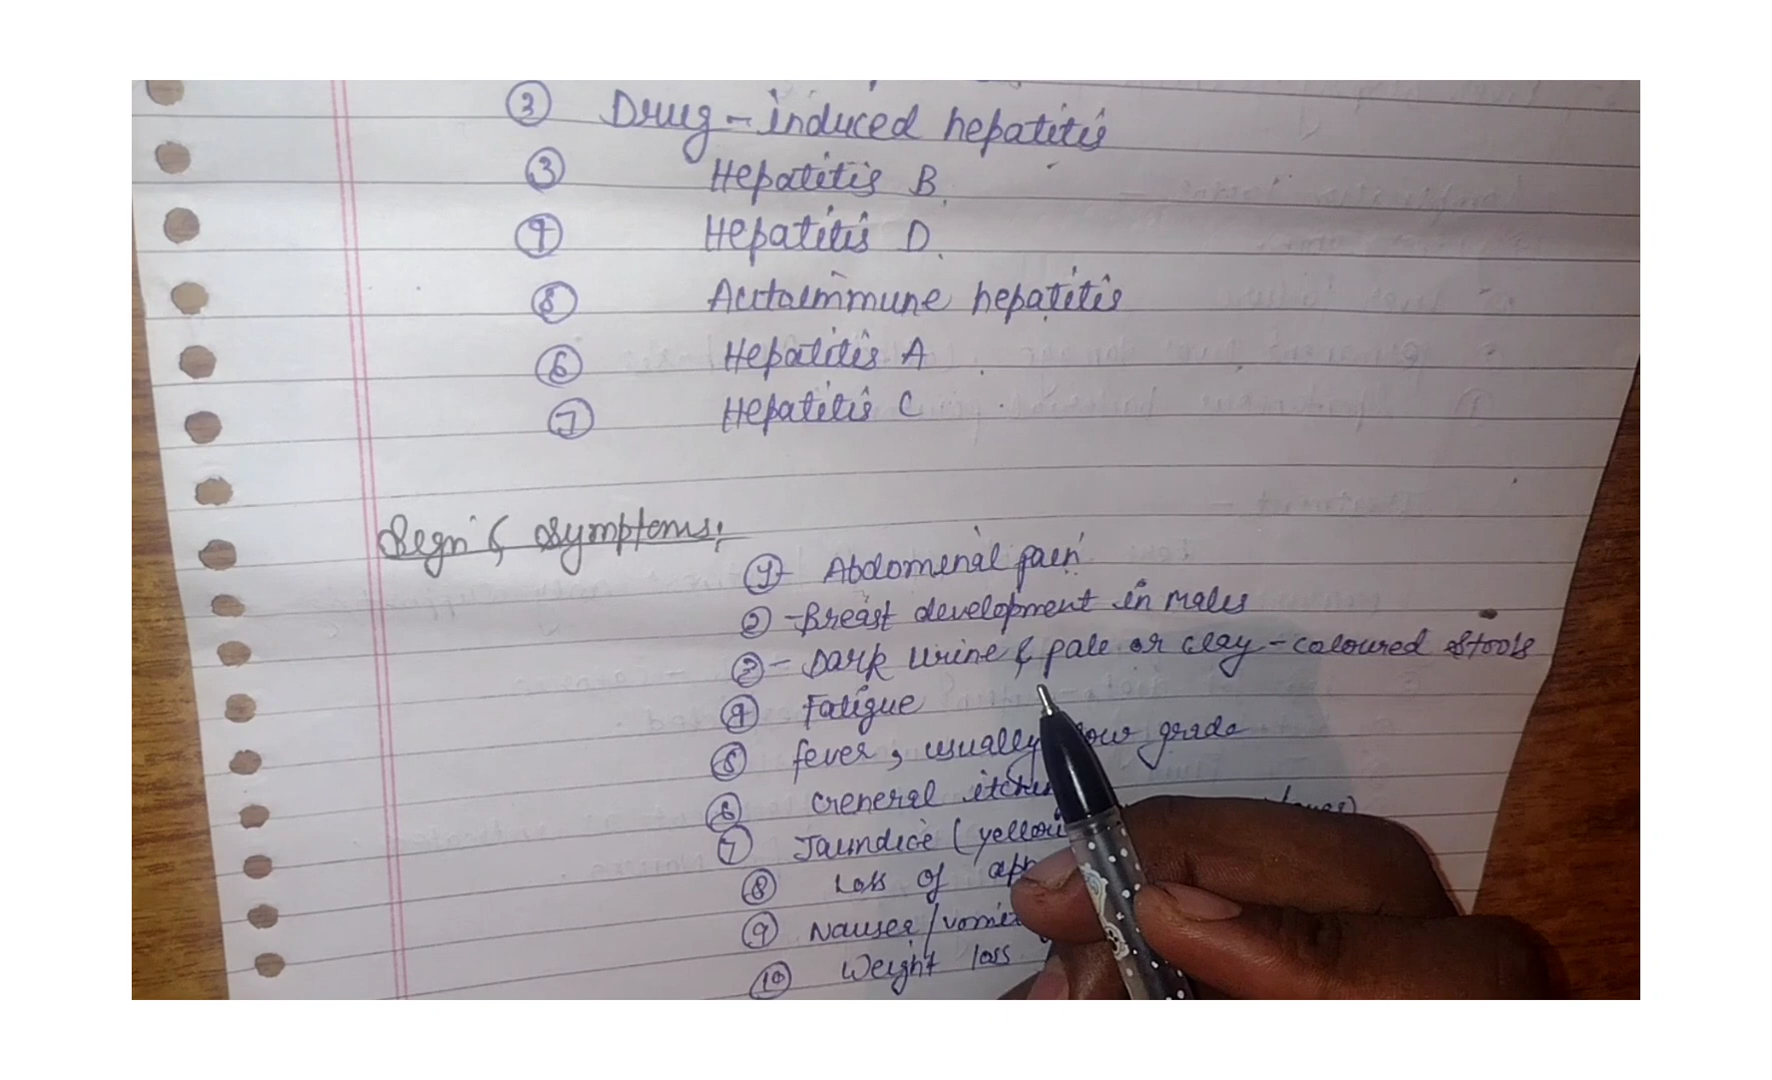 ② Drug-induced hepatitis
③ Hepatitis B
④ Hepatitis D
⑤ Autoimmune hepatitis
⑥ Hepatitis A
⑦ Hepatitis C
Segn & Symptoms:
① Abdomenal pain
② - Breast development in males
③ - Dark urine & pale or clay-coloured stools
④ Fatigue
⑤ fever, usually low grade
⑥ General
⑦ Jaundice (
⑧ Loss of
⑨ Nausea/
⑩ Weight loss